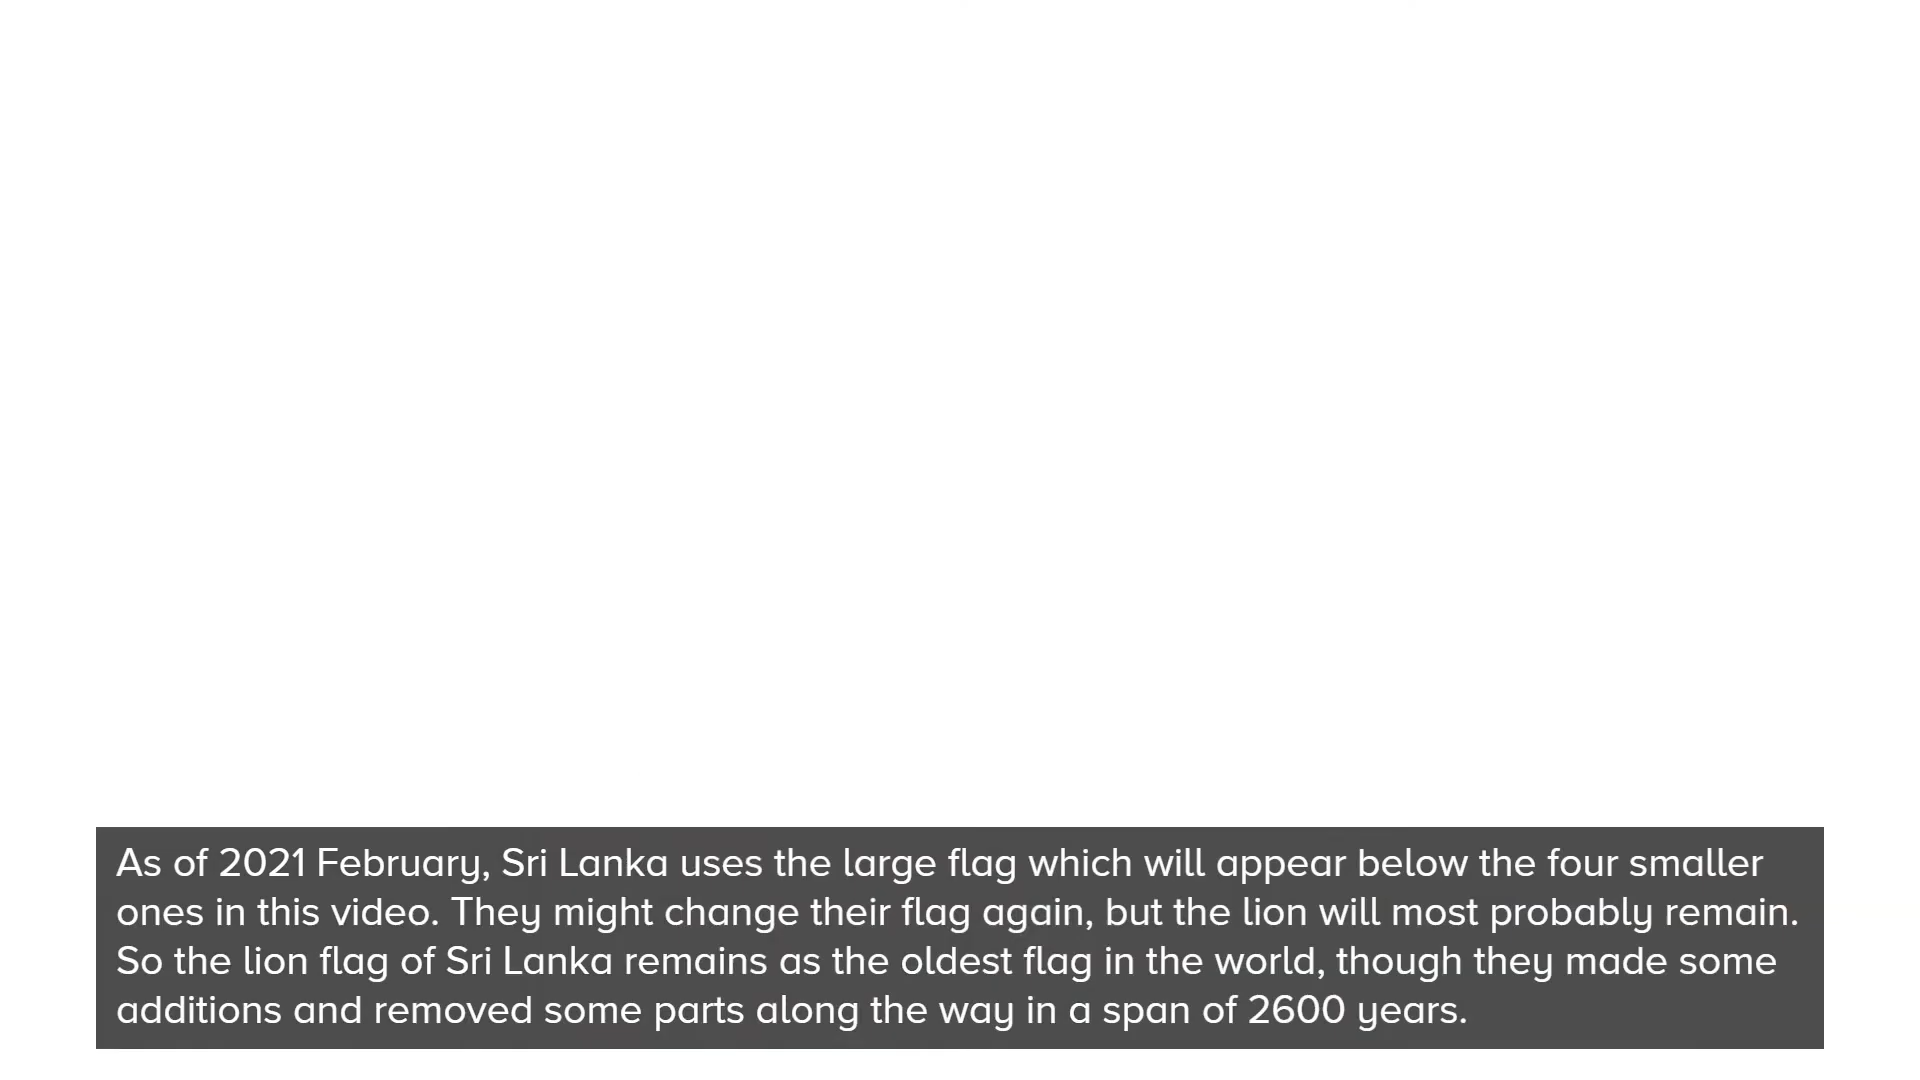 As of 2021 February, Sri Lanka uses the large flag which will appear below the four smaller
ones in this video. They might change their flag again, but the lion will most probably remain.
So the lion flag of Sri Lanka remains as the oldest flag in the world, though they made some
additions and removed some parts along the way in a span of 2600 years.